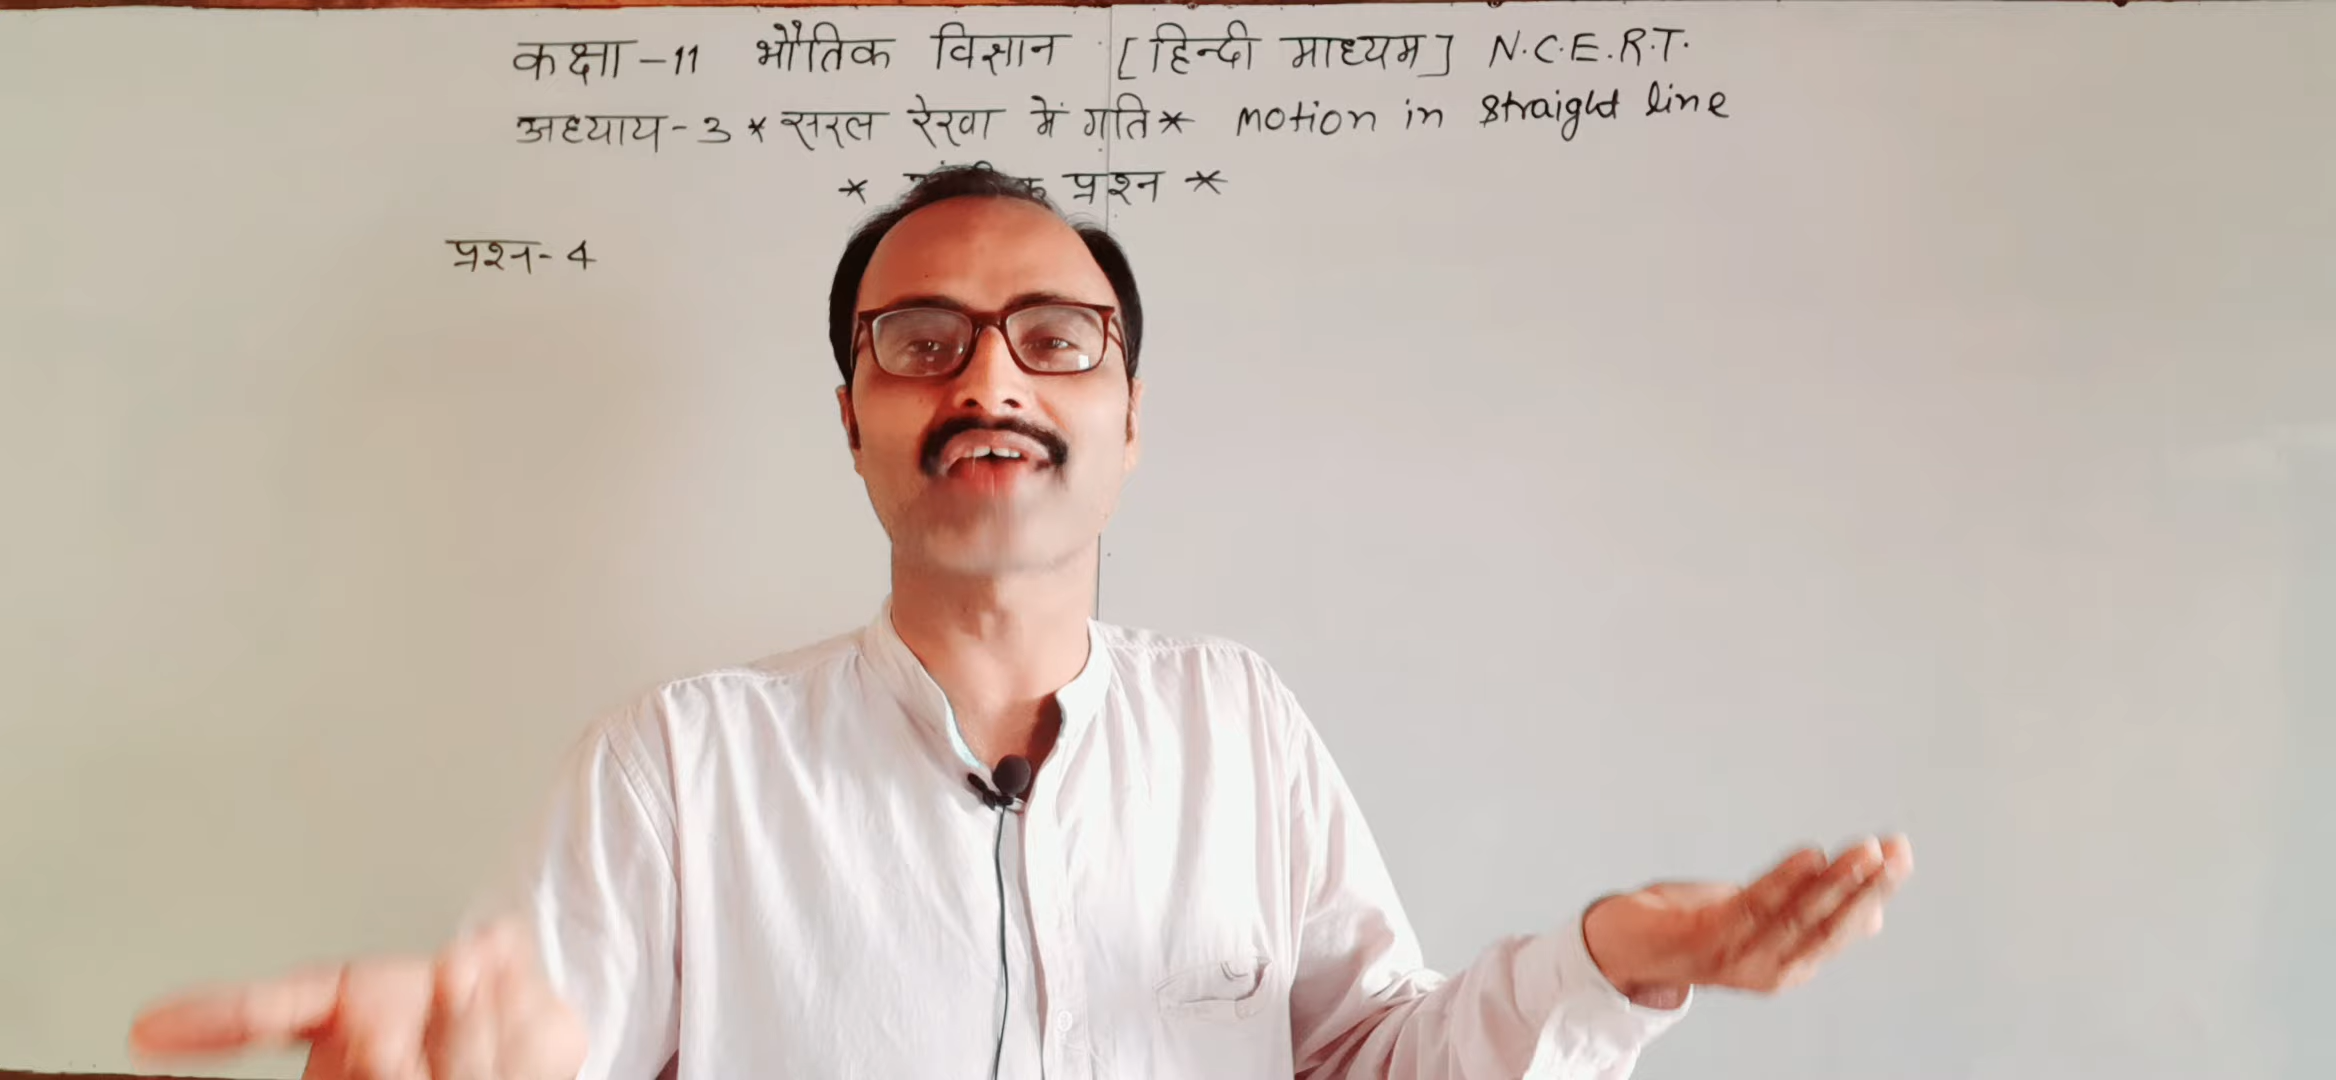 कक्षा - 11 भौतिक विज्ञान [हिन्दी माध्यम] N.C.E.R.T.
अध्याय - 3 * सरल रेखा में गति * motion in straight line
* प्रश्न *
प्रश्न - 4